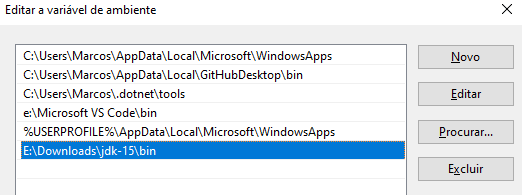 Editar a variável de ambiente
C:\Users\Marcos\AppData\Local\Microsoft\WindowsApps
Novo
C:\Users\Marcos\AppData\Local\GitHubDesktop\bin
C:\Users\Marcos\.dotnet\tools
Editar
e:\Microsoft VS Code\bin
%USERPROFILE%\AppData\Local\Microsoft\WindowsApps
Procurar...
E:\Downloads\jdk-15\bin
Excluir